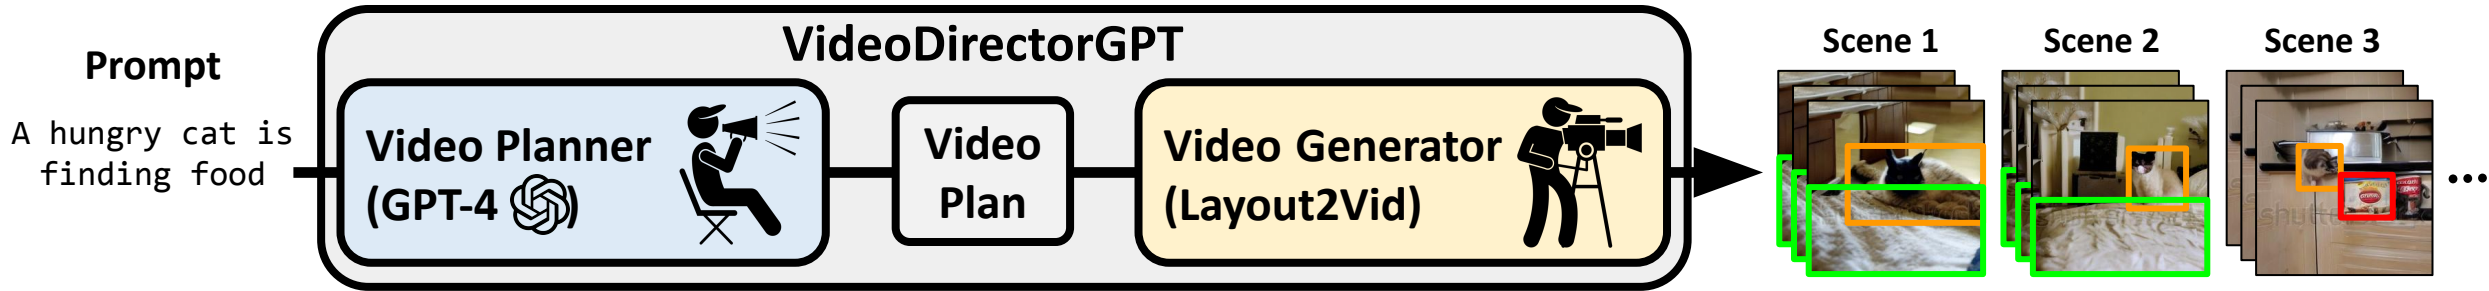 VideoDirectorGPT
Prompt
A hungry cat is
finding food
Video Planner
(GPT-4 )
Video
Plan
Video Generator
(Layout2Vid)
Scene 1
Scene 2
Scene 3
...